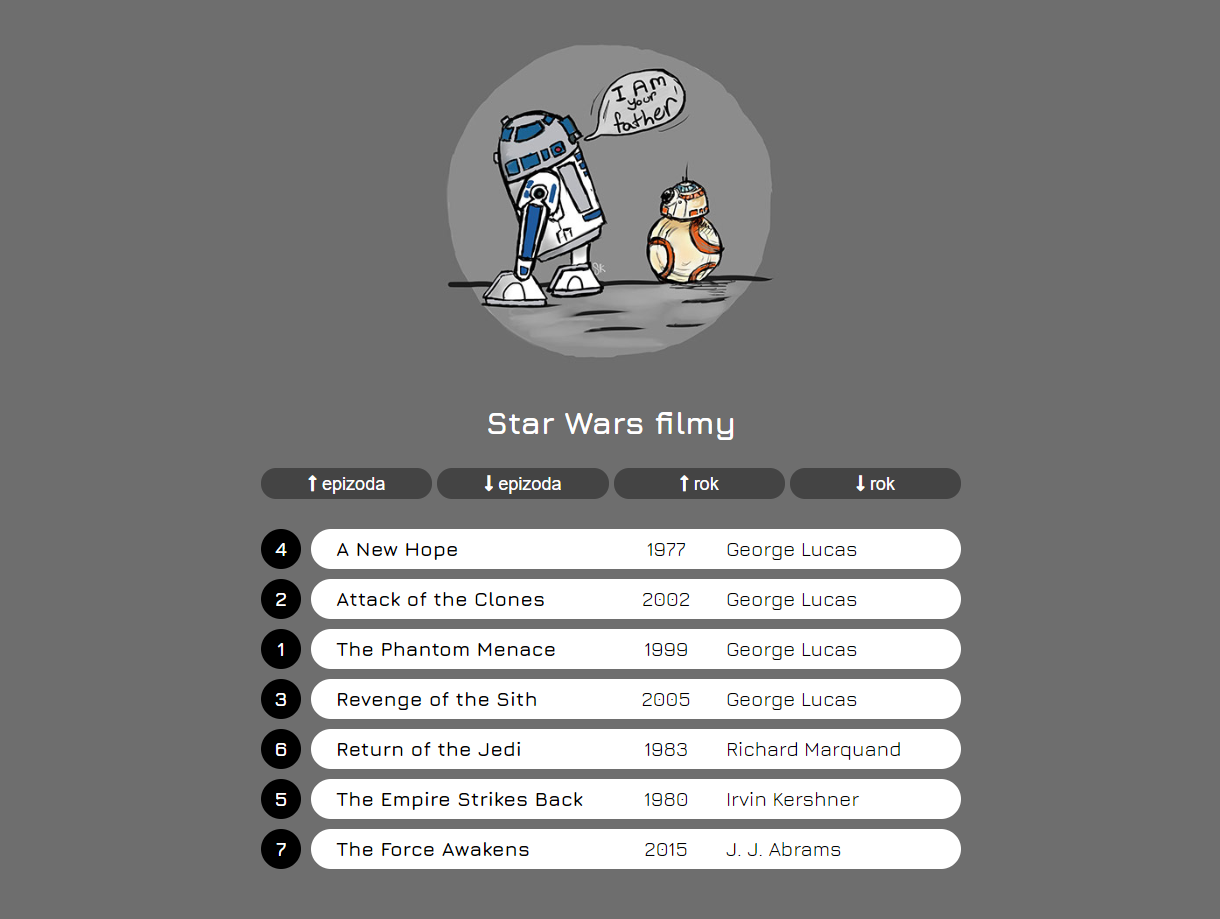 I AM
your
father
SK
Star Wars filmy
epizoda epizoda rok rok
4 A New Hope 1977 George Lucas
2 Attack of the Clones 2002 George Lucas
1 The Phantom Menace 1999 George Lucas
3 Revenge of the Sith 2005 George Lucas
6 Return of the Jedi 1983 Richard Marquand
5 The Empire Strikes Back 1980 Irvin Kershner
7 The Force Awakens 2015 J. J. Abrams